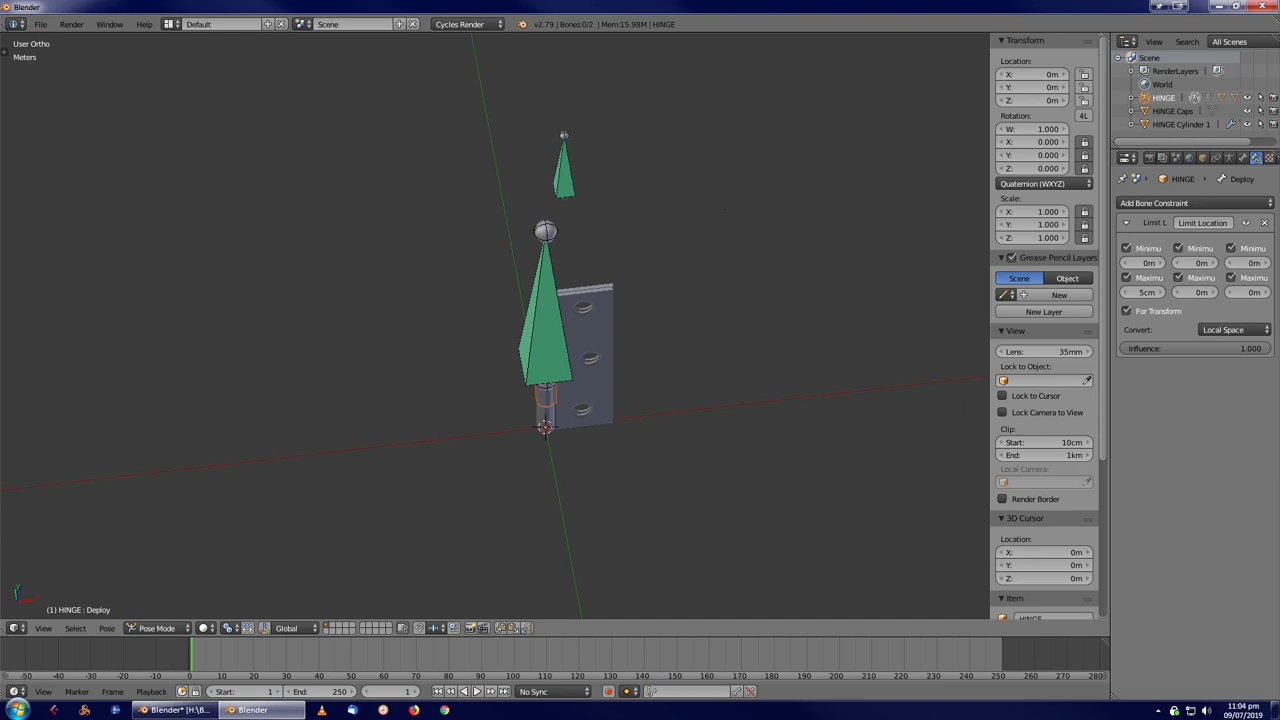 Blender
File Render Window Help Default Scene Cycles Render v2.79 | Bones:0/2 | Mem:15.98M | HINGE
User Ortho
Meters
(1) HINGE : Deploy
Transform
Location:
X: 0m
Y: 0m
Z: 0m
Rotation: 4L
W: 1.000
X: 0.000
Y: 0.000
Z: 0.000
Quaternion (WXYZ)
Scale:
X: 1.000
Y: 1.000
Z: 1.000
Grease Pencil Layers
Scene Object
New
New Layer
View
Lens: 35mm
Lock to Object:
Lock to Cursor
Lock Camera to View
Clip:
Start: 10cm
End: 1km
Local Camera:
Render Border
3D Cursor
Location:
X: 0m
Y: 0m
Z: 0m
Item
HINGE
View Search All Scenes
Scene
RenderLayers
World
HINGE
HINGE Caps
HINGE Cylinder 1
HINGE Deploy
Add Bone Constraint
Limit L Limit Location
Minimu Minimu Minimu
0m 0m 0m
Maximu Maximu Maximu
5cm 0m 0m
For Transform
Convert: Local Space
Influence: 1.000
View Select Pose Pose Mode Global
-50 -40 -30 -20 -10 0 10 20 30 40 50 60 70 80 90 100 110 120 130 140 150 160 170 180 190 200 210 220 230 240 250 260 270 280
View Marker Frame Playback Start: 1 End: 250 1 No Sync
Blender* [H:\B... Blender
11:04 pm
09/07/2019